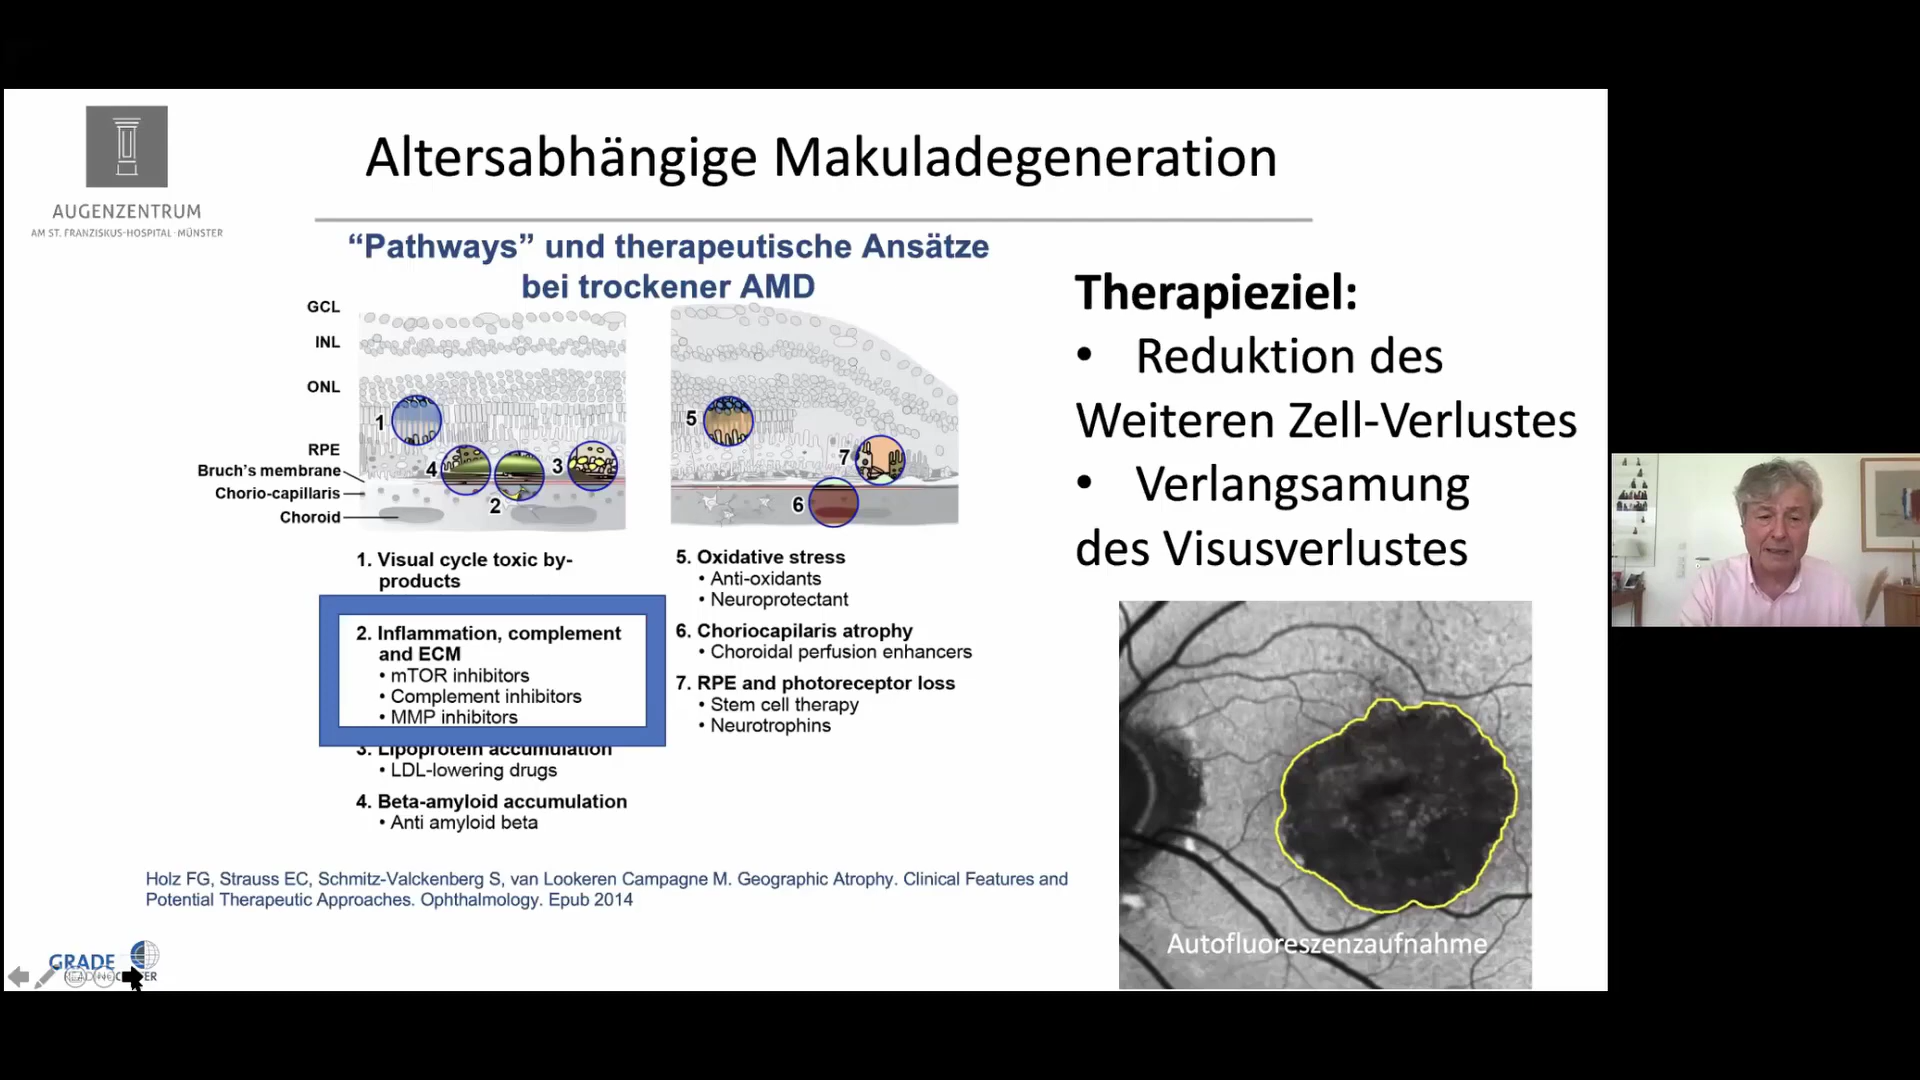 AUGENZENTRUM
AM ST. FRANZISKUS-HOSPITAL-MÜNSTER
Altersabhängige Makuladegeneration
“Pathways” und therapeutische Ansätze
bei trockener AMD
GCL
INL
ONL
RPE
Bruch’s membrane
Chorio-capillaris
Choroid
1
4
2
3
5
7
6
1. Visual cycle toxic by-
products
2. Inflammation, complement
and ECM
• mTOR inhibitors
• Complement inhibitors
• MMP inhibitors
3. Lipoprotein accumulation
• LDL-lowering drugs
4. Beta-amyloid accumulation
• Anti amyloid beta
5. Oxidative stress
• Anti-oxidants
• Neuroprotectant
6. Choriocapilaris atrophy
• Choroidal perfusion enhancers
7. RPE and photoreceptor loss
• Stem cell therapy
• Neurotrophins
Therapieziel:
• Reduktion des
Weiteren Zell-Verlustes
• Verlangsamung
des Visusverlustes
Autofluoreszenzaufnahme
Holz FG, Strauss EC, Schmitz-Valckenberg S, van Lookeren Campagne M. Geographic Atrophy. Clinical Features and
Potential Therapeutic Approaches. Ophthalmology. Epub 2014
GRADE